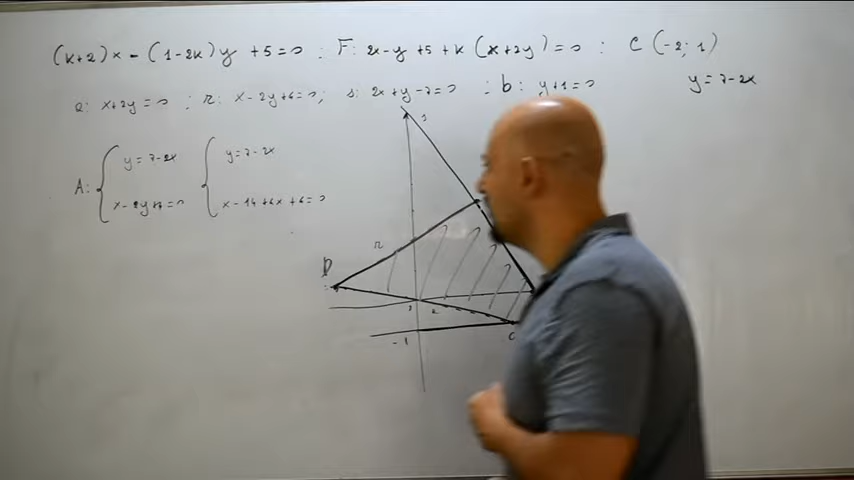 (k+2)x - (1-2k)y + 5 = 0 : F: 2x-y+5+k(x+2y)=0 : C(-2; 1)
y = 7-2x
e: x+2y=0 ; r: x-2y+6=0 ; s: 2x+y-7=0 ; b: y+1=0
A: { y = 7-2x { y = 7-2x
x-2y+6=0 x-14+4x+6=0
s
r
D
C
-1